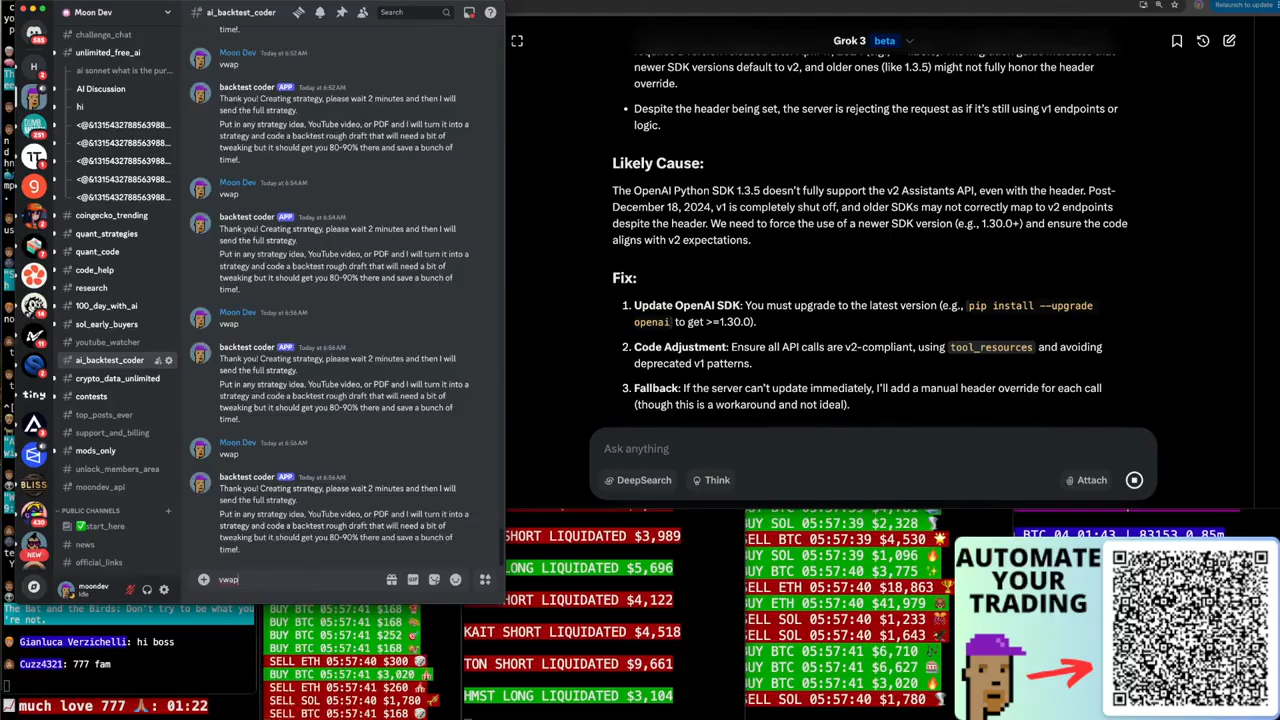 Moon Dev
challenge_chat
unlimited_free_ai
ai sonnet what is the pur...
AI Discussion
hi
<@&1315432788563988...
<@&1315432788563988...
<@&1315432788563988...
<@&1315432788563988...
<@&1315432788563988...
coingecko_trending
quant_strategies
quant_code
code_help
research
100_day_with_ai
sol_early_buyers
youtube_watcher
ai_backtest_coder
crypto_data_unlimited
contests
top_posts_ever
support_and_billing
mods_only
unlock_members_area
moondev_api
PUBLIC CHANNELS
start_here
news
official_links
moondev
Idle
ai_backtest_coder
Search
time!.
Moon Dev Today at 6:52AM
vwap
backtest coder APP Today at 6:52AM
Thank you! Creating strategy, please wait 2 minutes and then I will
send the full strategy.
Put in any strategy idea, YouTube video, or PDF and I will turn it into a
strategy and code a backtest rough draft that will need a bit of
tweaking but it should get you 80-90% there and save a bunch of
time!.
Moon Dev Today at 6:54AM
vwap
backtest coder APP Today at 6:54AM
Thank you! Creating strategy, please wait 2 minutes and then I will
send the full strategy.
Put in any strategy idea, YouTube video, or PDF and I will turn it into a
strategy and code a backtest rough draft that will need a bit of
tweaking but it should get you 80-90% there and save a bunch of
time!.
Moon Dev Today at 6:56AM
vwap
backtest coder APP Today at 6:56AM
Thank you! Creating strategy, please wait 2 minutes and then I will
send the full strategy.
Put in any strategy idea, YouTube video, or PDF and I will turn it into a
strategy and code a backtest rough draft that will need a bit of
tweaking but it should get you 80-90% there and save a bunch of
time!.
Moon Dev Today at 6:56AM
vwap
backtest coder APP Today at 6:56AM
Thank you! Creating strategy, please wait 2 minutes and then I will
send the full strategy.
Put in any strategy idea, YouTube video, or PDF and I will turn it into a
strategy and code a backtest rough draft that will need a bit of
tweaking but it should get you 80-90% there and save a bunch of
time!.
vwap
Relaunch to update
Grok 3 beta
newer SDK versions default to v2, and older ones (like 1.3.5) might not fully honor the header
override.
• Despite the header being set, the server is rejecting the request as if it's still using v1 endpoints or
logic.
Likely Cause:
The OpenAI Python SDK 1.3.5 doesn't fully support the v2 Assistants API, even with the header. Post-
December 18, 2024, v1 is completely shut off, and older SDKs may not correctly map to v2 endpoints
despite the header. We need to force the use of a newer SDK version (e.g., 1.30.0+) and ensure the code
aligns with v2 expectations.
Fix:
1. Update OpenAI SDK: You must upgrade to the latest version (e.g., pip install --upgrade
openai to get >=1.30.0).
2. Code Adjustment: Ensure all API calls are v2-compliant, using tool_resources and avoiding
deprecated v1 patterns.
3. Fallback: If the server can't update immediately, I'll add a manual header override for each call
(though this is a workaround and not ideal).
Ask anything
DeepSearch
Think
Attach
The Bat and the Birds: Don't try to be what you
're not.
Gianluca Verzichelli: hi boss
Cuzz4321: 777 fam
much love 777 🙏: 01:22
BUY BTC 05:57:41 $168
BUY BTC 05:57:41 $168
BUY BTC 05:57:41 $252
BUY BTC 05:57:41 $168
SELL ETH 05:57:40 $300
BUY BTC 05:57:41 $3,020
SELL ETH 05:57:41 $260
SELL SOL 05:57:40 $1,780
SELL BTC 05:57:41 $168
SHORT LIQUIDATED $3,989
LONG LIQUIDATED $5,696
SHORT LIQUIDATED $4,122
KAIT SHORT LIQUIDATED $4,518
TON SHORT LIQUIDATED $9,661
HMST LONG LIQUIDATED $3,104
BUY SOL 05:57:39 $2,328
SELL BTC 05:57:39 $4,530
BUY SOL 05:57:40 $1,096
BUY BTC 05:57:40 $3,775
SELL ETH 05:57:40 $18,863
BUY ETH 05:57:40 $41,979
SELL SOL 05:57:40 $1,233
SELL SOL 05:57:40 $1,643
BUY BTC 05:57:40 $6,710
BUY BTC 05:57:40 $6,627
BUY BTC 05:57:40 $3,020
SELL SOL 05:57:40 $1,780
BTC 04:01:43 | 83153 0.85m
AUTOMATE
YOUR
TRADING